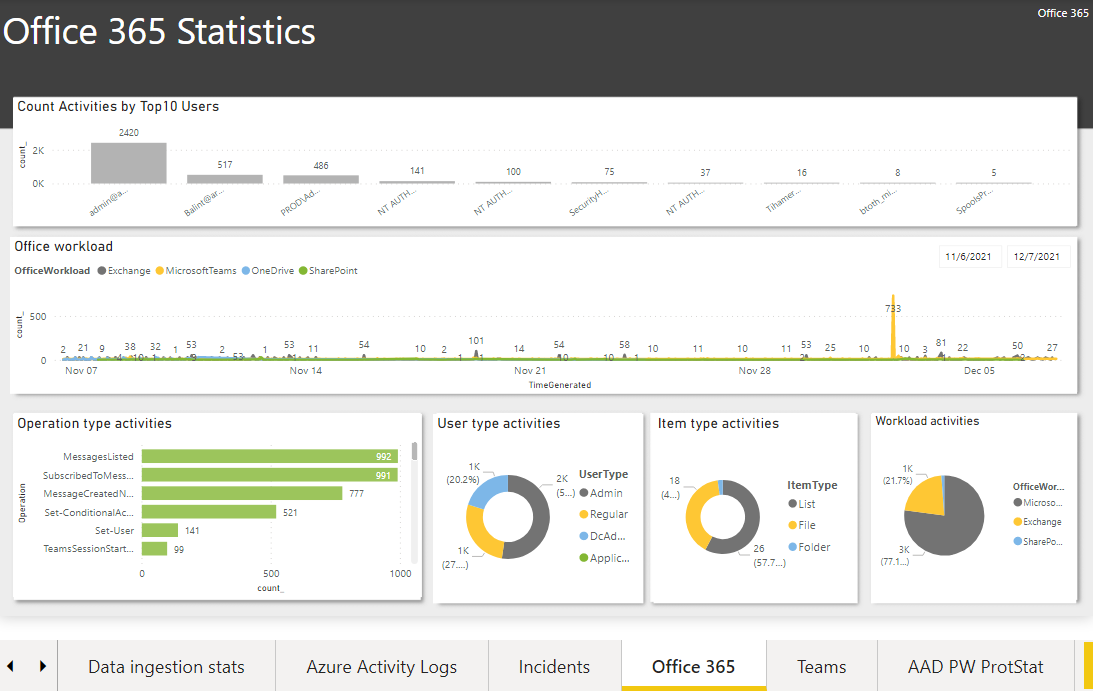 Office 365
Office 365 Statistics
Count Activities by Top10 Users
count_
2K
0K
2420
517
486
141
100
75
37
16
8
5
admin@a...
Balint@ar...
PROD\Ad...
NT AUTH...
NT AUTH...
SecurityH...
NT AUTH...
Tihamer...
btoth_mi...
SpoolsPr...
Office workload
11/6/2021 12/7/2021
OfficeWorkload Exchange MicrosoftTeams OneDrive SharePoint
count_
500
0
733
2 21 9 38 32 1 53 2 1 53 11 54 10 2 101 14 54 58 10 11 10 11 53 25 10 10 3 81 22 50 27
Nov 07 Nov 14 Nov 21 Nov 28 Dec 05
TimeGenerated
Operation type activities
Operation
MessagesListed 992
SubscribedToMess... 991
MessageCreatedN... 777
Set-ConditionalAc... 521
Set-User 141
TeamsSessionStart... 99
0 500 1000
count_
User type activities
1K
(20.2%)
2K
(5...)
1K
(27....)
UserType
Admin
Regular
DcAd...
Applic...
Item type activities
18
(4...)
26
(57.7...)
ItemType
List
File
Folder
Workload activities
1K
(21.7%)
3K
(77.1...)
OfficeWor...
Microso...
Exchange
SharePo...
Data ingestion stats Azure Activity Logs Incidents Office 365 Teams AAD PW ProtStat